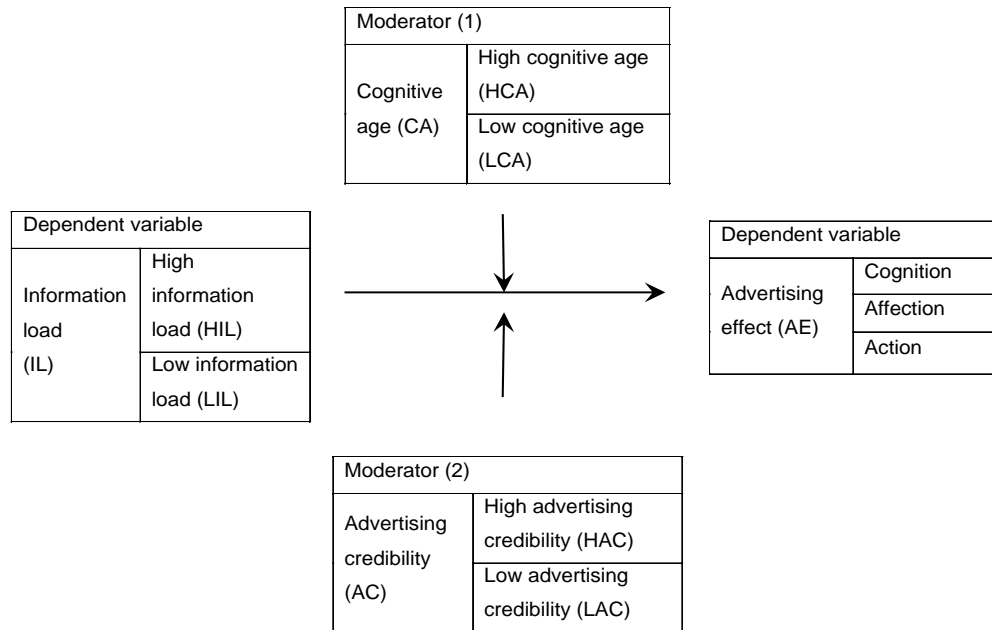 Moderator (1)
Cognitive
age (CA)
High cognitive age
(HCA)
Low cognitive age
(LCA)
Dependent variable
Information
load
(IL)
High
information
load (HIL)
Low information
load (LIL)
Dependent variable
Advertising
effect (AE)
Cognition
Affection
Action
Moderator (2)
Advertising
credibility
(AC)
High advertising
credibility (HAC)
Low advertising
credibility (LAC)